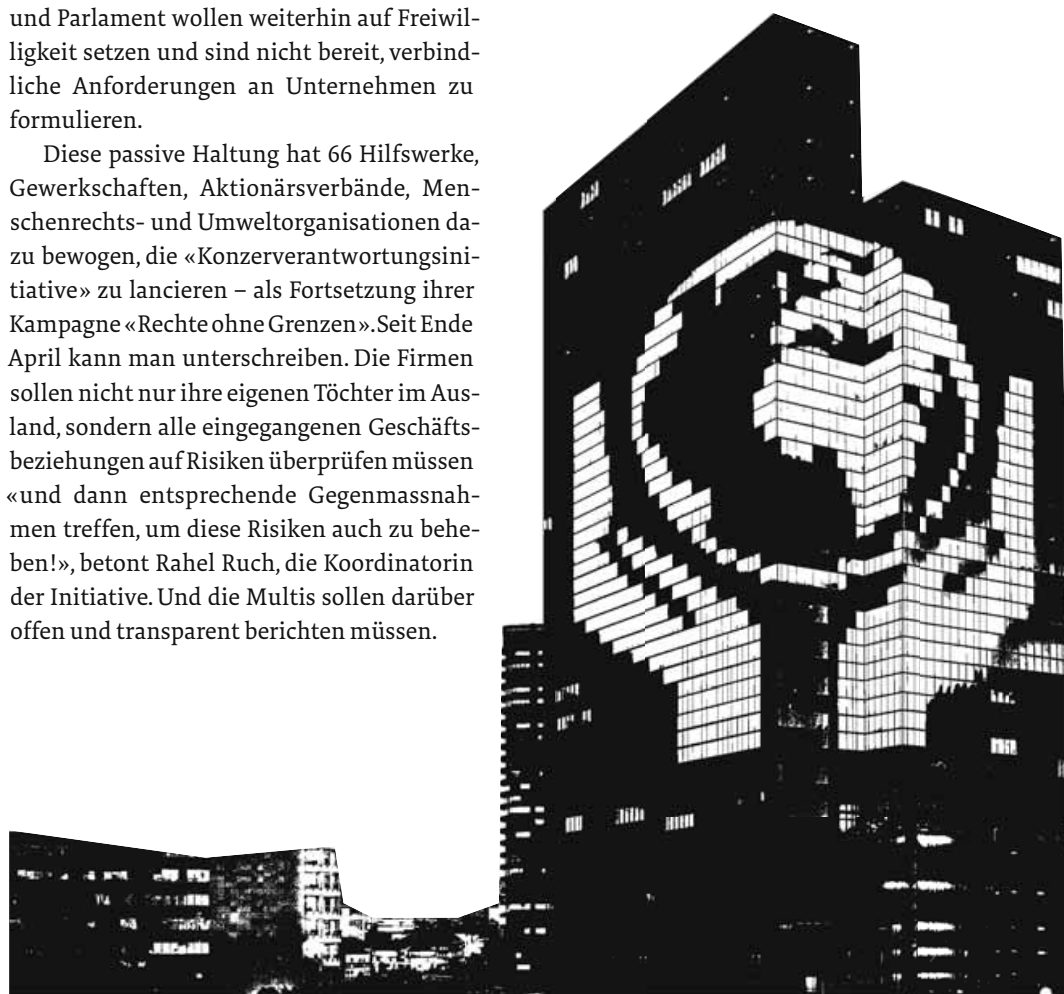 und Parlament wollen weiterhin auf Freiwil-
ligkeit setzen und sind nicht bereit, verbind-
liche Anforderungen an Unternehmen zu
formulieren.
Diese passive Haltung hat 66 Hilfswerke,
Gewerkschaften, Aktionärsverbände, Men-
schenrechts- und Umweltorganisationen da-
zu bewogen, die «Konzerverantwortungsini-
tiative» zu lancieren – als Fortsetzung ihrer
Kampagne «Rechte ohne Grenzen». Seit Ende
April kann man unterschreiben. Die Firmen
sollen nicht nur ihre eigenen Töchter im Aus-
land, sondern alle eingegangenen Geschäfts-
beziehungen auf Risiken überprüfen müssen
«und dann entsprechende Gegenmassnah-
men treffen, um diese Risiken auch zu behe-
ben!», betont Rahel Ruch, die Koordinatorin
der Initiative. Und die Multis sollen darüber
offen und transparent berichten müssen.